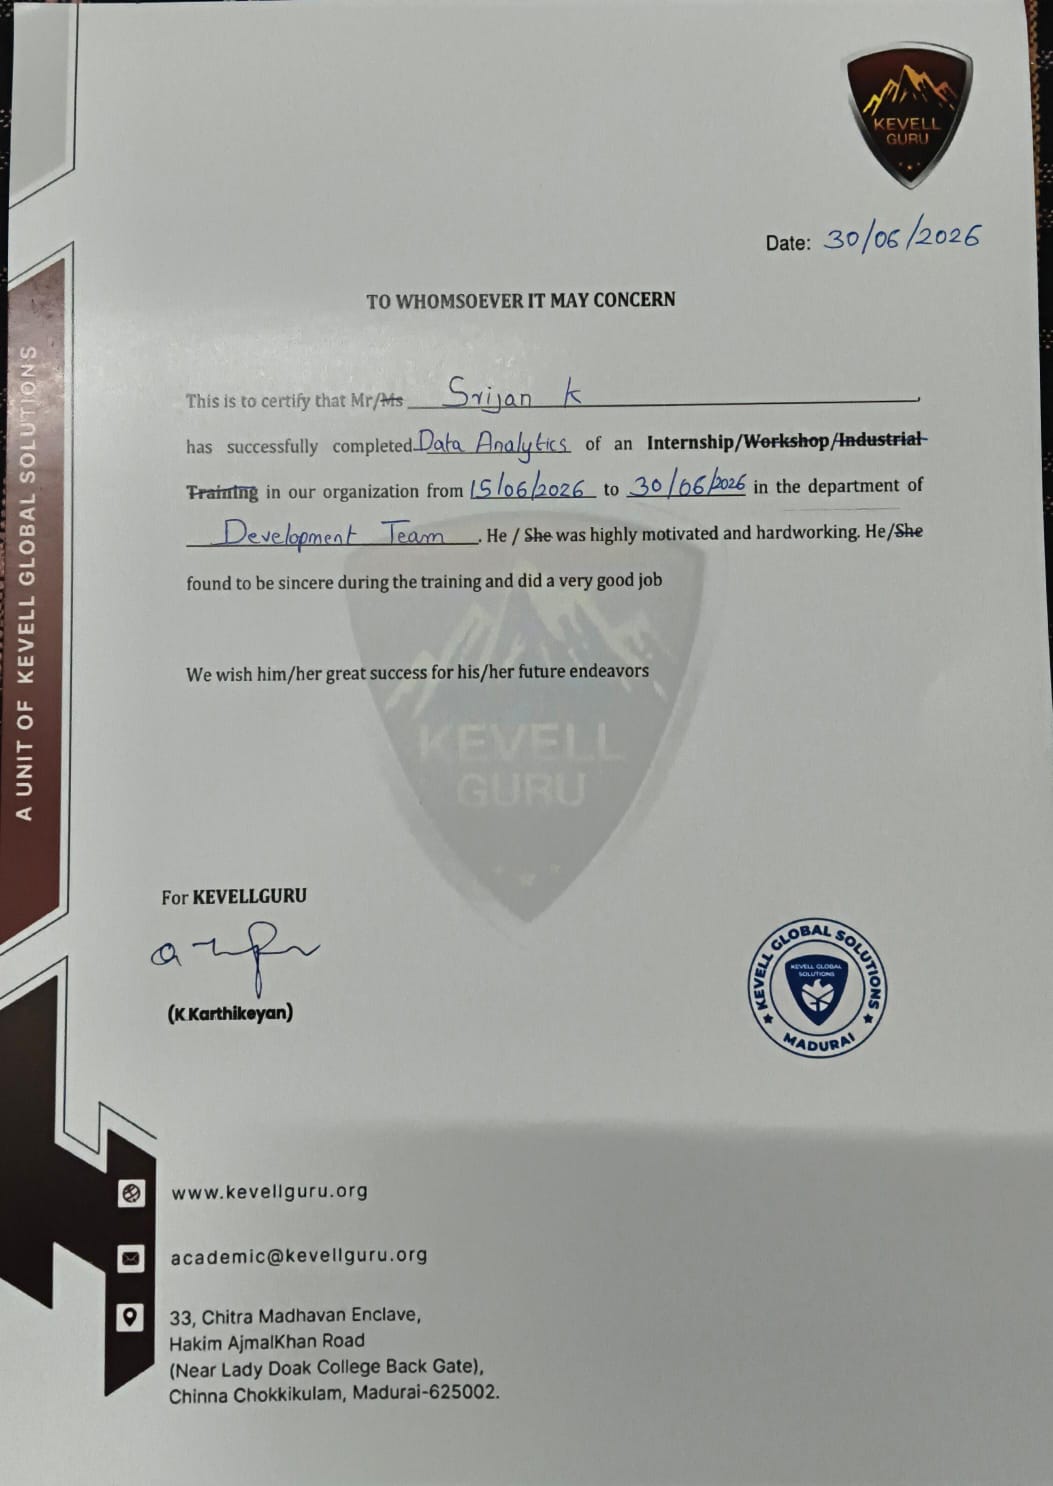 KEVELL
GURU
Date: 30/06/2026
TO WHOMSOEVER IT MAY CONCERN
This is to certify that Mr/Ms Srijan K,
has successfully completed Data Analytics of an Internship/Workshop/Industrial
Training in our organization from 15/06/2026 to 30/06/2026 in the department of
Development Team. He / She was highly motivated and hardworking. He/She
found to be sincere during the training and did a very good job
We wish him/her great success for his/her future endeavors
KEVELL
GURU
For KEVELLGURU
(K.Karthikeyan)
KEVELL GLOBAL SOLUTIONS
MADURAI
KEVELL GLOBAL
SOLUTIONS
A UNIT OF KEVELL GLOBAL SOLUTIONS
www.kevellguru.org
academic@kevellguru.org
33, Chitra Madhavan Enclave,
Hakim AjmalKhan Road
(Near Lady Doak College Back Gate),
Chinna Chokkikulam, Madurai-625002.